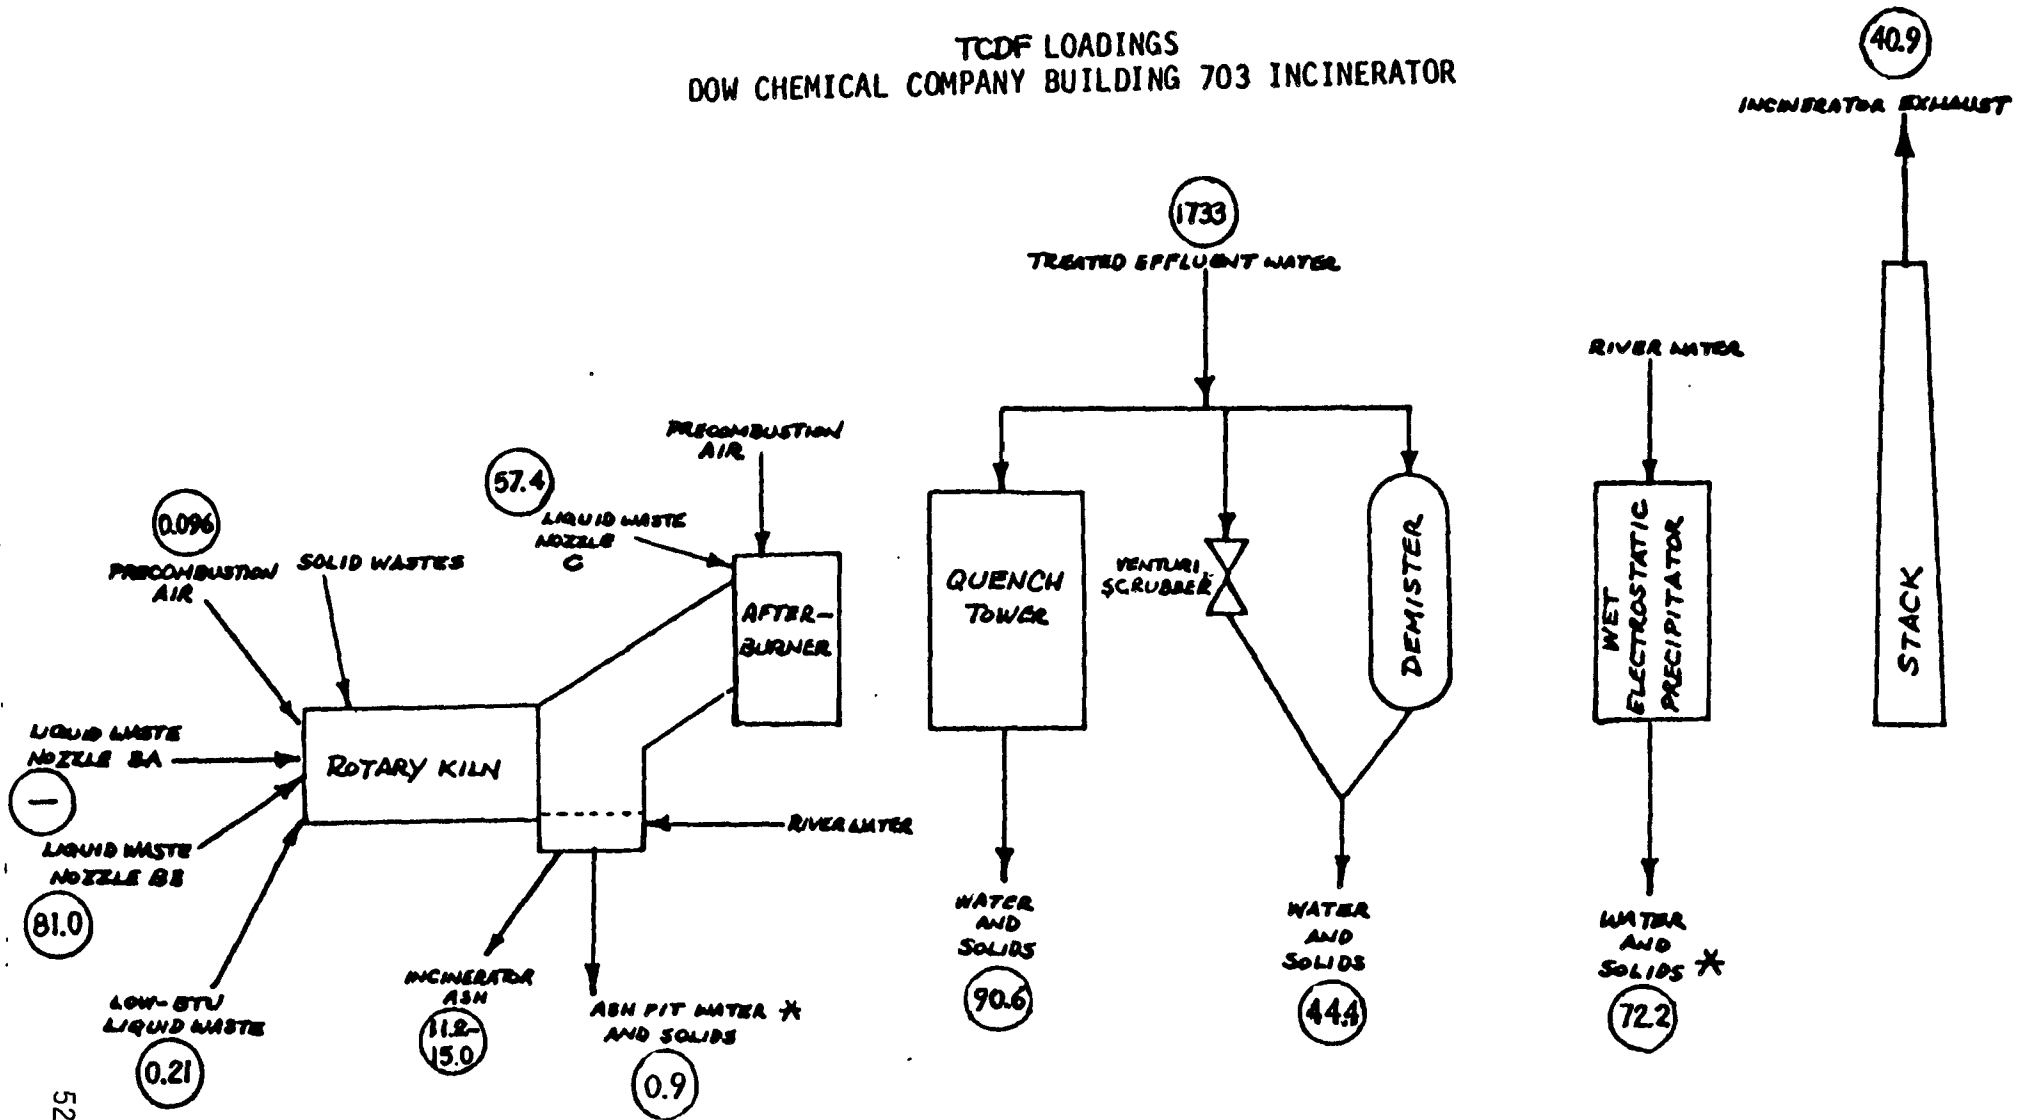 TCDF LOADINGS
DOW CHEMICAL COMPANY BUILDING 703 INCINERATOR
40.9
INCINERATOR EXHAUST
1733
TREATED EFFLUENT WATER
RIVER WATER
PRECOMBUSTION
AIR
57.4
LIQUID WASTE
NOZZLE
C
0.096
PRECOMBUSTION
AIR
SOLID WASTES
AFTER-
BURNER
QUENCH
TOWER
VENTURI
SCRUBBER
DEMISTER
WET
ELECTROSTATIC
PRECIPITATOR
STACK
LIQUID WASTE
NOZZLE BA
—
ROTARY KILN
RIVER WATER
LIQUID WASTE
NOZZLE BB
81.0
LOW-BTU
LIQUID WASTE
0.21
INCINERATOR
ASH
11.2-
15.0
ASH PIT WATER *
AND SOLIDS
0.9
WATER
AND
SOLIDS
90.6
WATER
AND
SOLIDS
44.4
WATER
AND
SOLIDS *
72.2
52